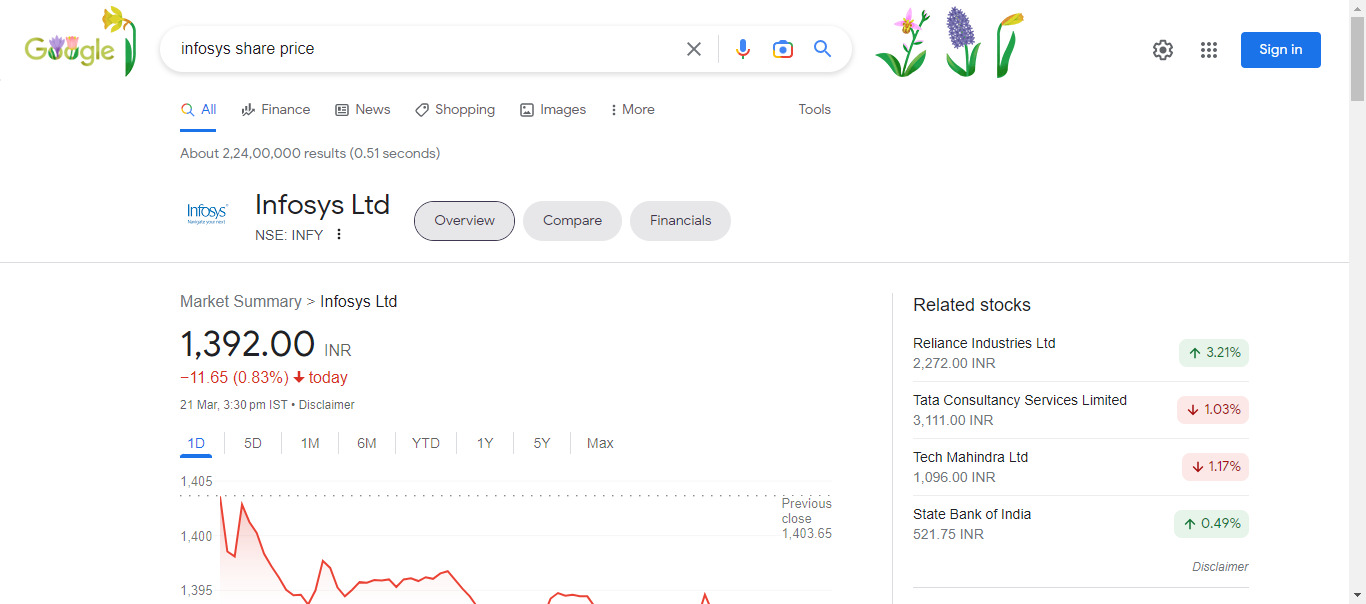 Google
infosys share price
Sign in
All Finance News Shopping Images More Tools
About 2,24,00,000 results (0.51 seconds)
Infosys
Navigate your next
Infosys Ltd
NSE: INFY
Overview Compare Financials
Market Summary > Infosys Ltd
1,392.00 INR
−11.65 (0.83%) today
21 Mar, 3:30 pm IST • Disclaimer
1D 5D 1M 6M YTD 1Y 5Y Max
1,405
1,400
1,395
Previous
close
1,403.65
Related stocks
Reliance Industries Ltd
2,272.00 INR
3.21%
Tata Consultancy Services Limited
3,111.00 INR
1.03%
Tech Mahindra Ltd
1,096.00 INR
1.17%
State Bank of India
521.75 INR
0.49%
Disclaimer